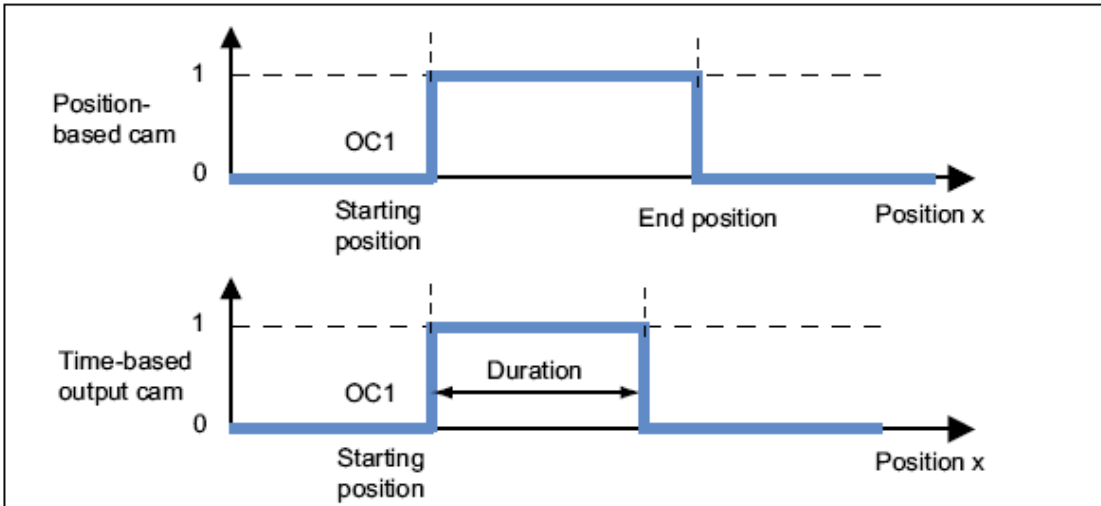 1
Position-
based cam
OC1
0
Starting
position
End position
Position x
1
Time-based
output cam
Duration
OC1
0
Starting
position
Position x